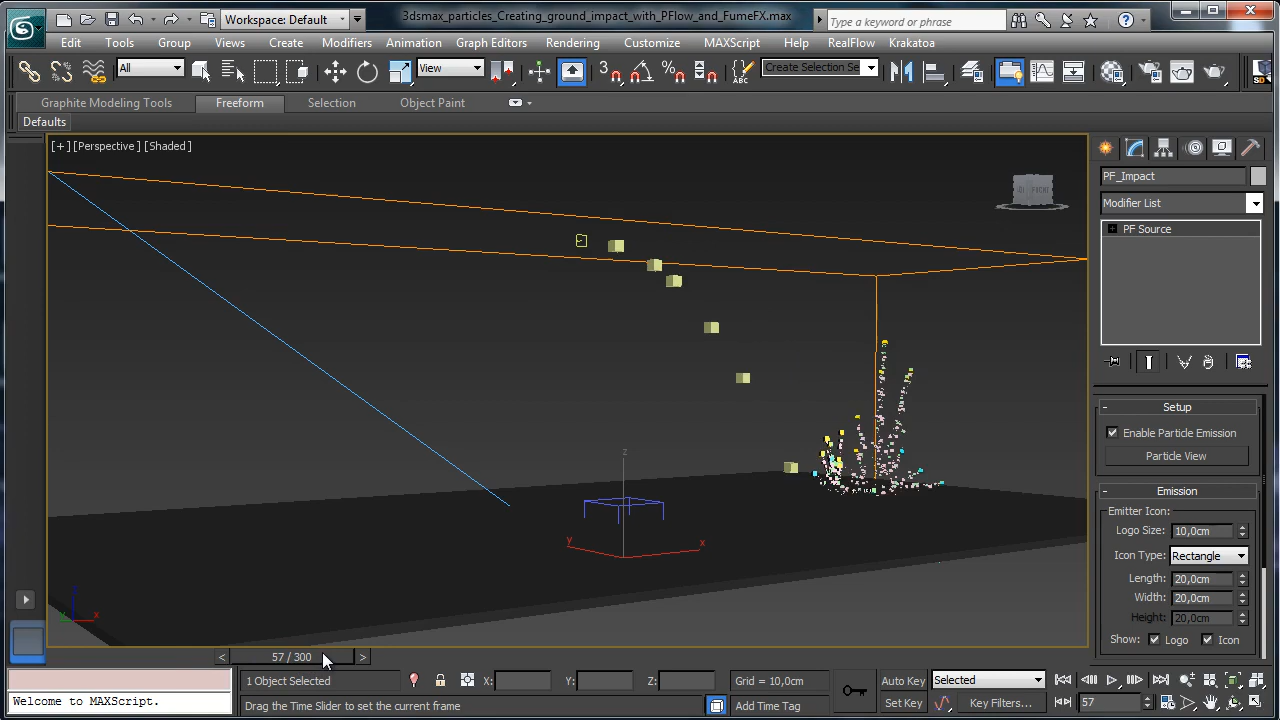 Workspace: Default
3dsmax_particles_Creating_ground_impact_with_PFlow_and_FumeFX.max
Type a keyword or phrase
Edit Tools Group Views Create Modifiers Animation Graph Editors Rendering Customize MAXScript Help RealFlow Krakatoa
All View 3 ABC Create Selection Se SD
Graphite Modeling Tools Freeform Selection Object Paint
Defaults
[+] [Perspective] [Shaded]
PF_Impact
Modifier List
PF Source
Setup
Enable Particle Emission
Particle View
Emission
Emitter Icon:
Logo Size: 10,0cm
Icon Type: Rectangle
Length: 20,0cm
Width: 20,0cm
Height: 20,0cm
Show: Logo Icon
z
y x
x
< 57 / 300 >
1 Object Selected X: Y: Z: Grid = 10,0cm Auto Key Selected
Welcome to MAXScript. Drag the Time Slider to set the current frame Add Time Tag Set Key Key Filters... 57